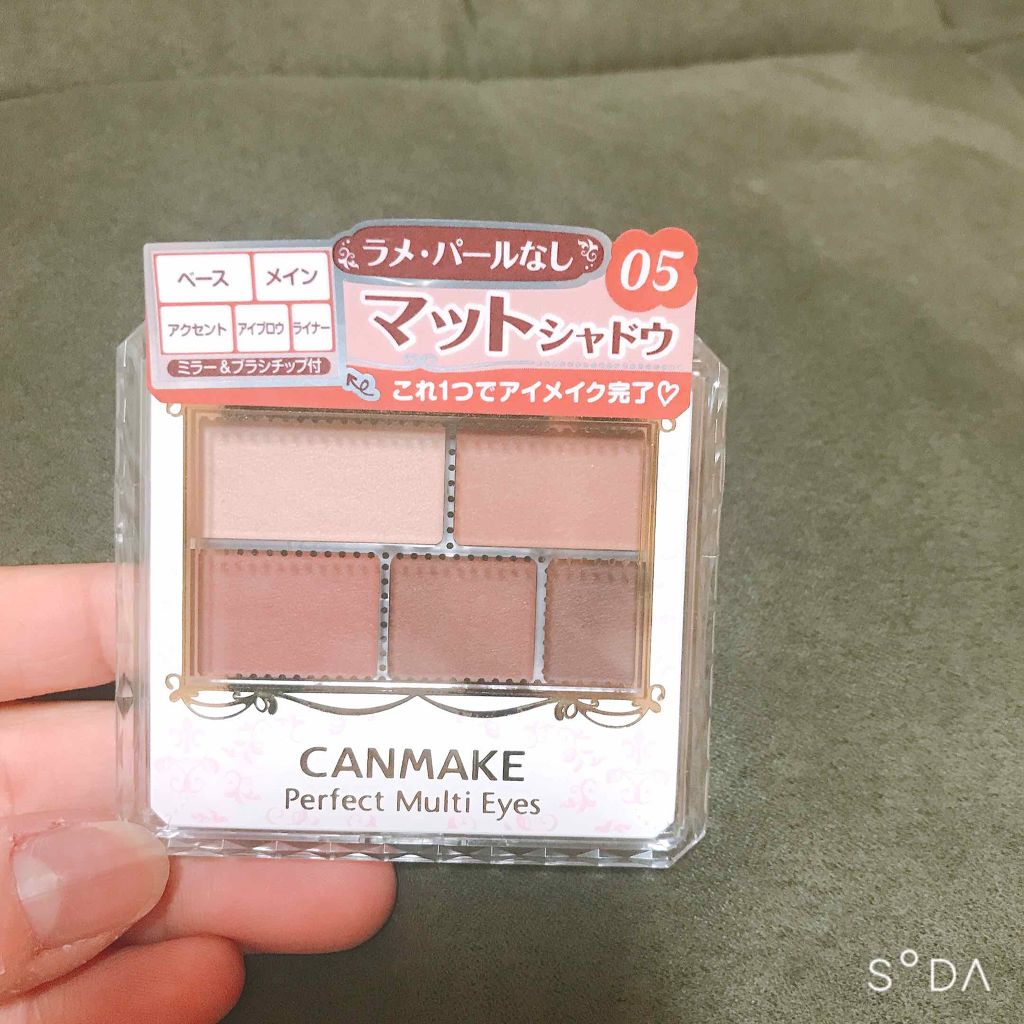 ラメ・パールなし
05
マットシャドウ
これ1つでアイメイク完了♡
ベース メイン
アクセント アイブロウ ライナー
ミラー&ブラシチップ付
CANMAKE
Perfect Multi Eyes
S°DA